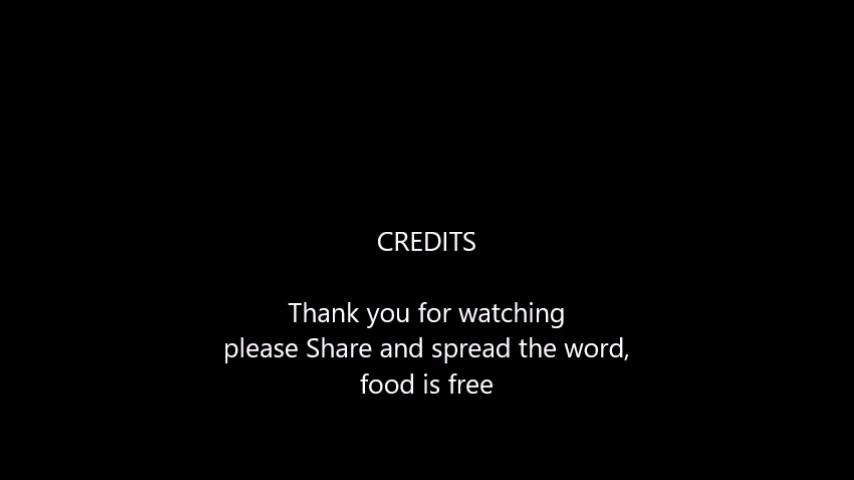 CREDITS
Thank you for watching
please Share and spread the word,
food is free